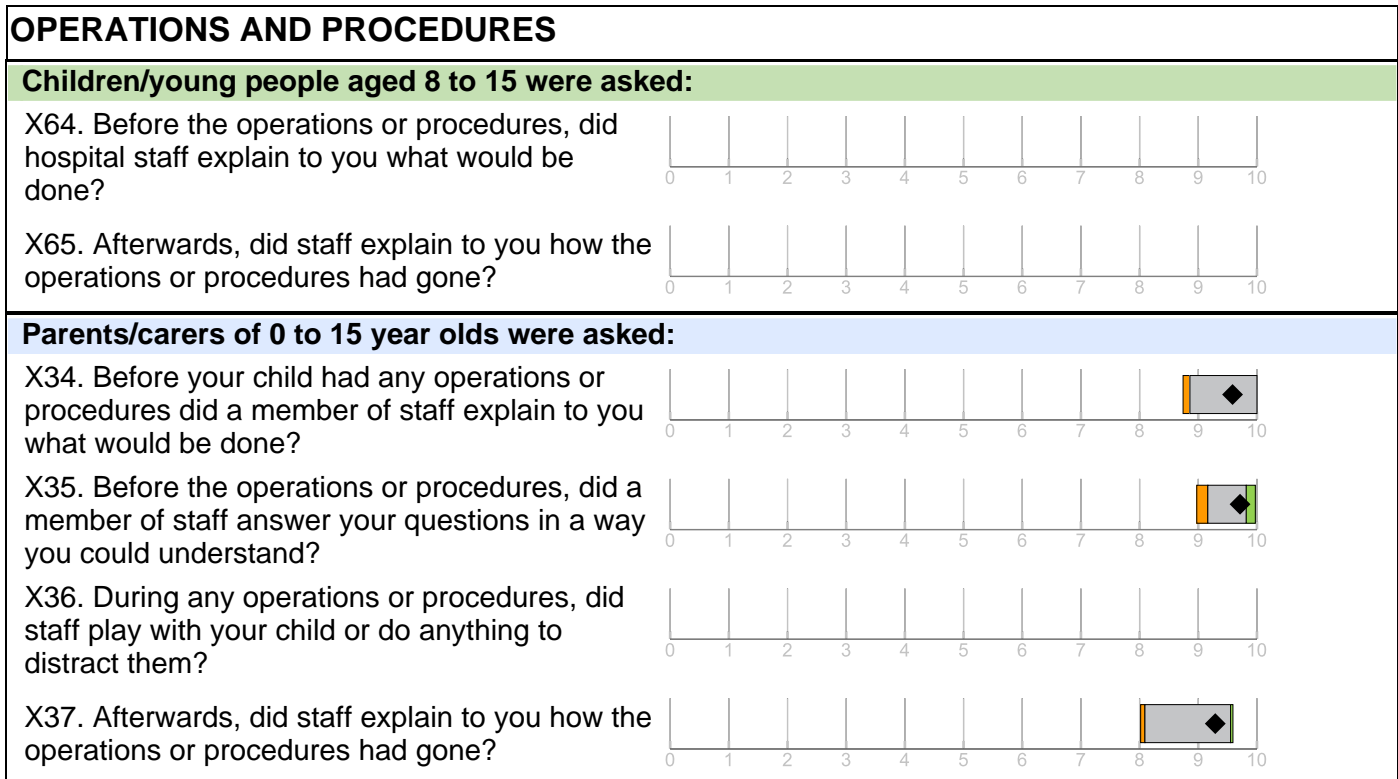 OPERATIONS AND PROCEDURES
Children/young people aged 8 to 15 were asked:
X64. Before the operations or procedures, did
hospital staff explain to you what would be
done?
0 1 2 3 4 5 6 7 8 9 10
X65. Afterwards, did staff explain to you how the
operations or procedures had gone?
0 1 2 3 4 5 6 7 8 9 10
Parents/carers of 0 to 15 year olds were asked:
X34. Before your child had any operations or
procedures did a member of staff explain to you
what would be done?
0 1 2 3 4 5 6 7 8 9 10
X35. Before the operations or procedures, did a
member of staff answer your questions in a way
you could understand?
0 1 2 3 4 5 6 7 8 9 10
X36. During any operations or procedures, did
staff play with your child or do anything to
distract them?
0 1 2 3 4 5 6 7 8 9 10
X37. Afterwards, did staff explain to you how the
operations or procedures had gone?
0 1 2 3 4 5 6 7 8 9 10